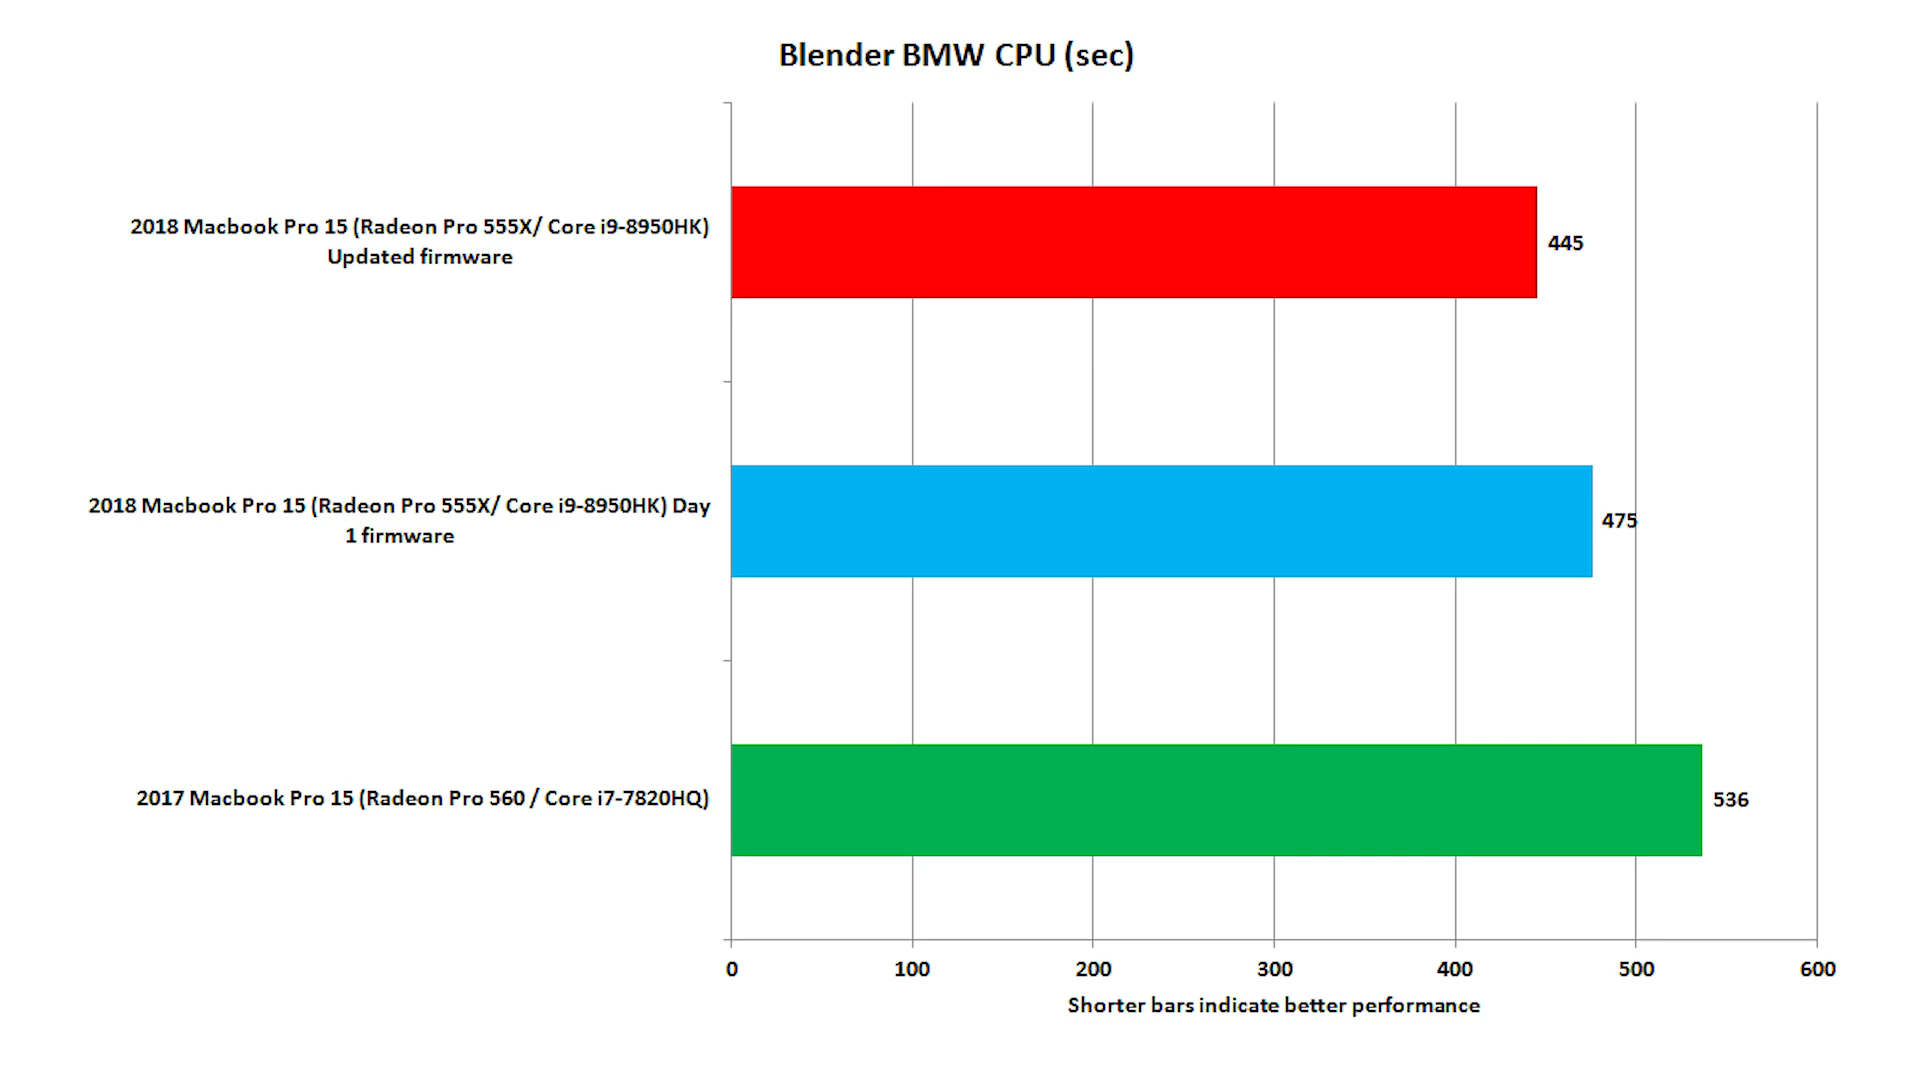 Blender BMW CPU (sec)
2018 Macbook Pro 15 (Radeon Pro 555X/ Core i9-8950HK)
Updated firmware
445
2018 Macbook Pro 15 (Radeon Pro 555X/ Core i9-8950HK) Day
1 firmware
475
2017 Macbook Pro 15 (Radeon Pro 560 / Core i7-7820HQ)
536
0 100 200 300 400 500 600
Shorter bars indicate better performance